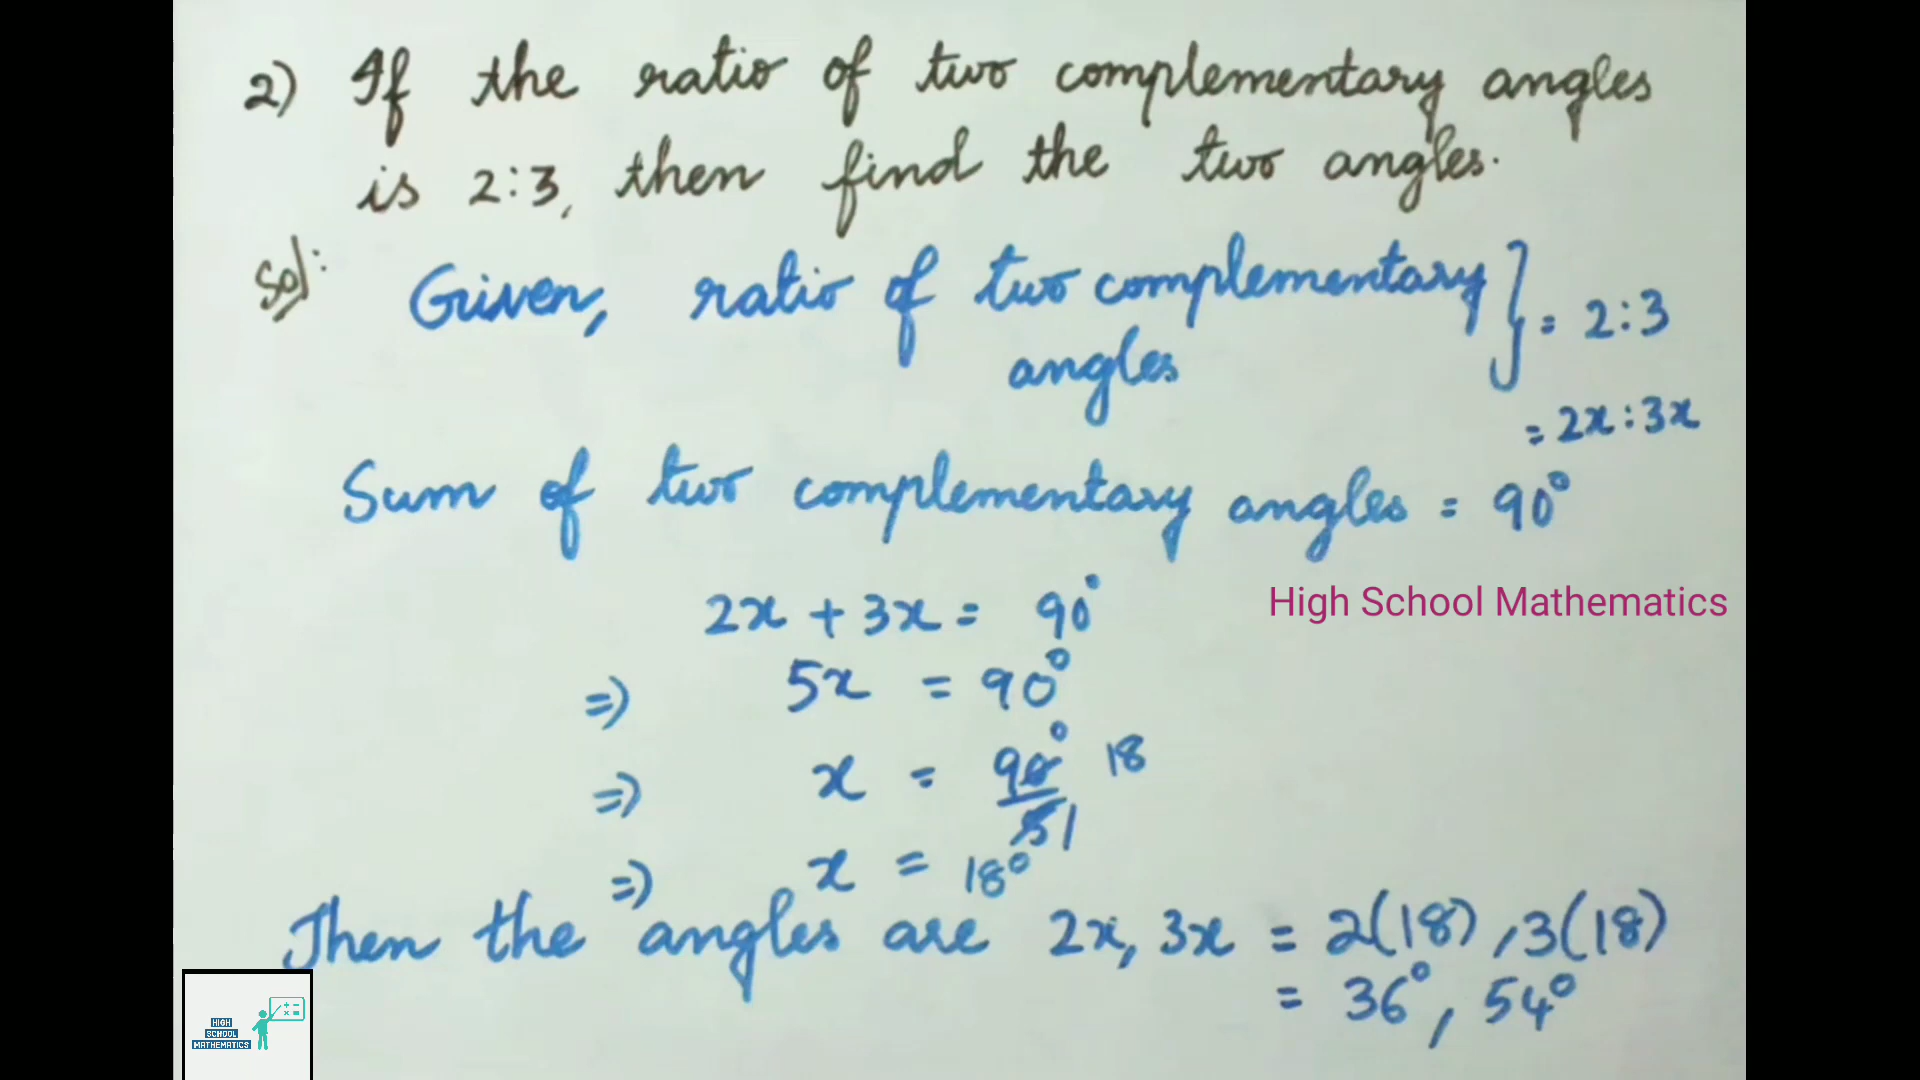 2) If the ratio of two complementary angles
is 2:3, then find the two angles.
Sol:
Given, ratio of two complementary } = 2:3
angles
= 2x:3x
Sum of two complementary angles = 90°
2x + 3x = 90°
High School Mathematics
=> 5x = 90°
=> x = 90°/5 18 1
=> x = 18°
Then the angles are 2x, 3x = 2(18), 3(18)
= 36°, 54°
HIGH
SCHOOL
MATHEMATICS